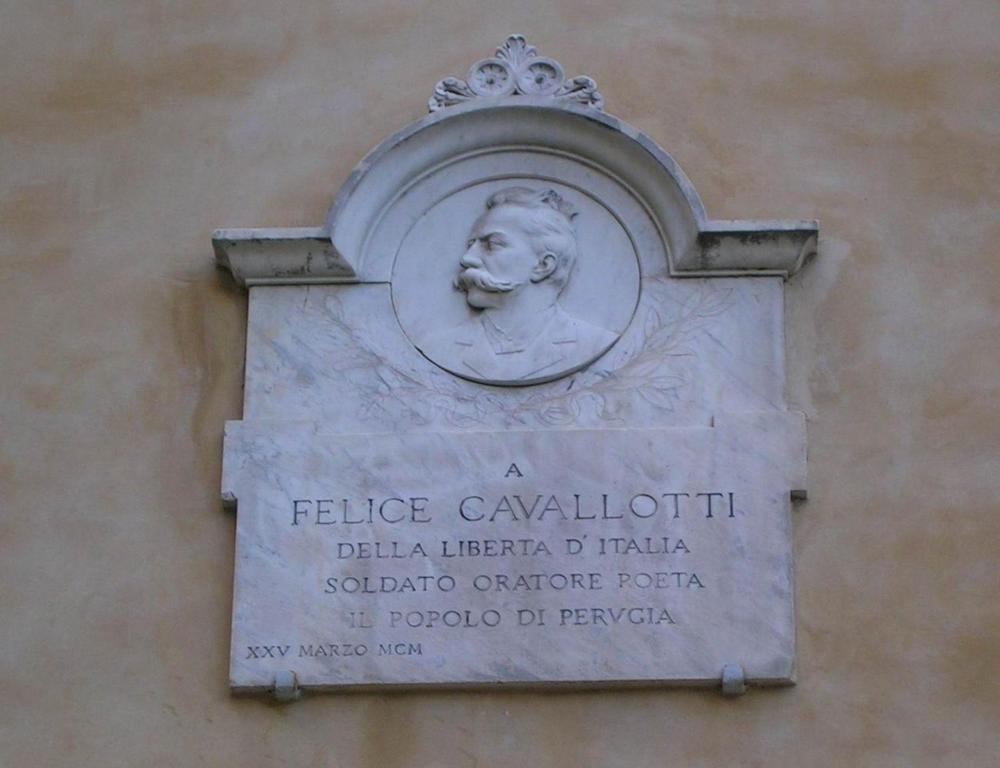 A
FELICE CAVALLOTTI
DELLA LIBERTA D'ITALIA
SOLDATO ORATORE POETA
IL POPOLO DI PERVGIA
XXV MARZO MCM